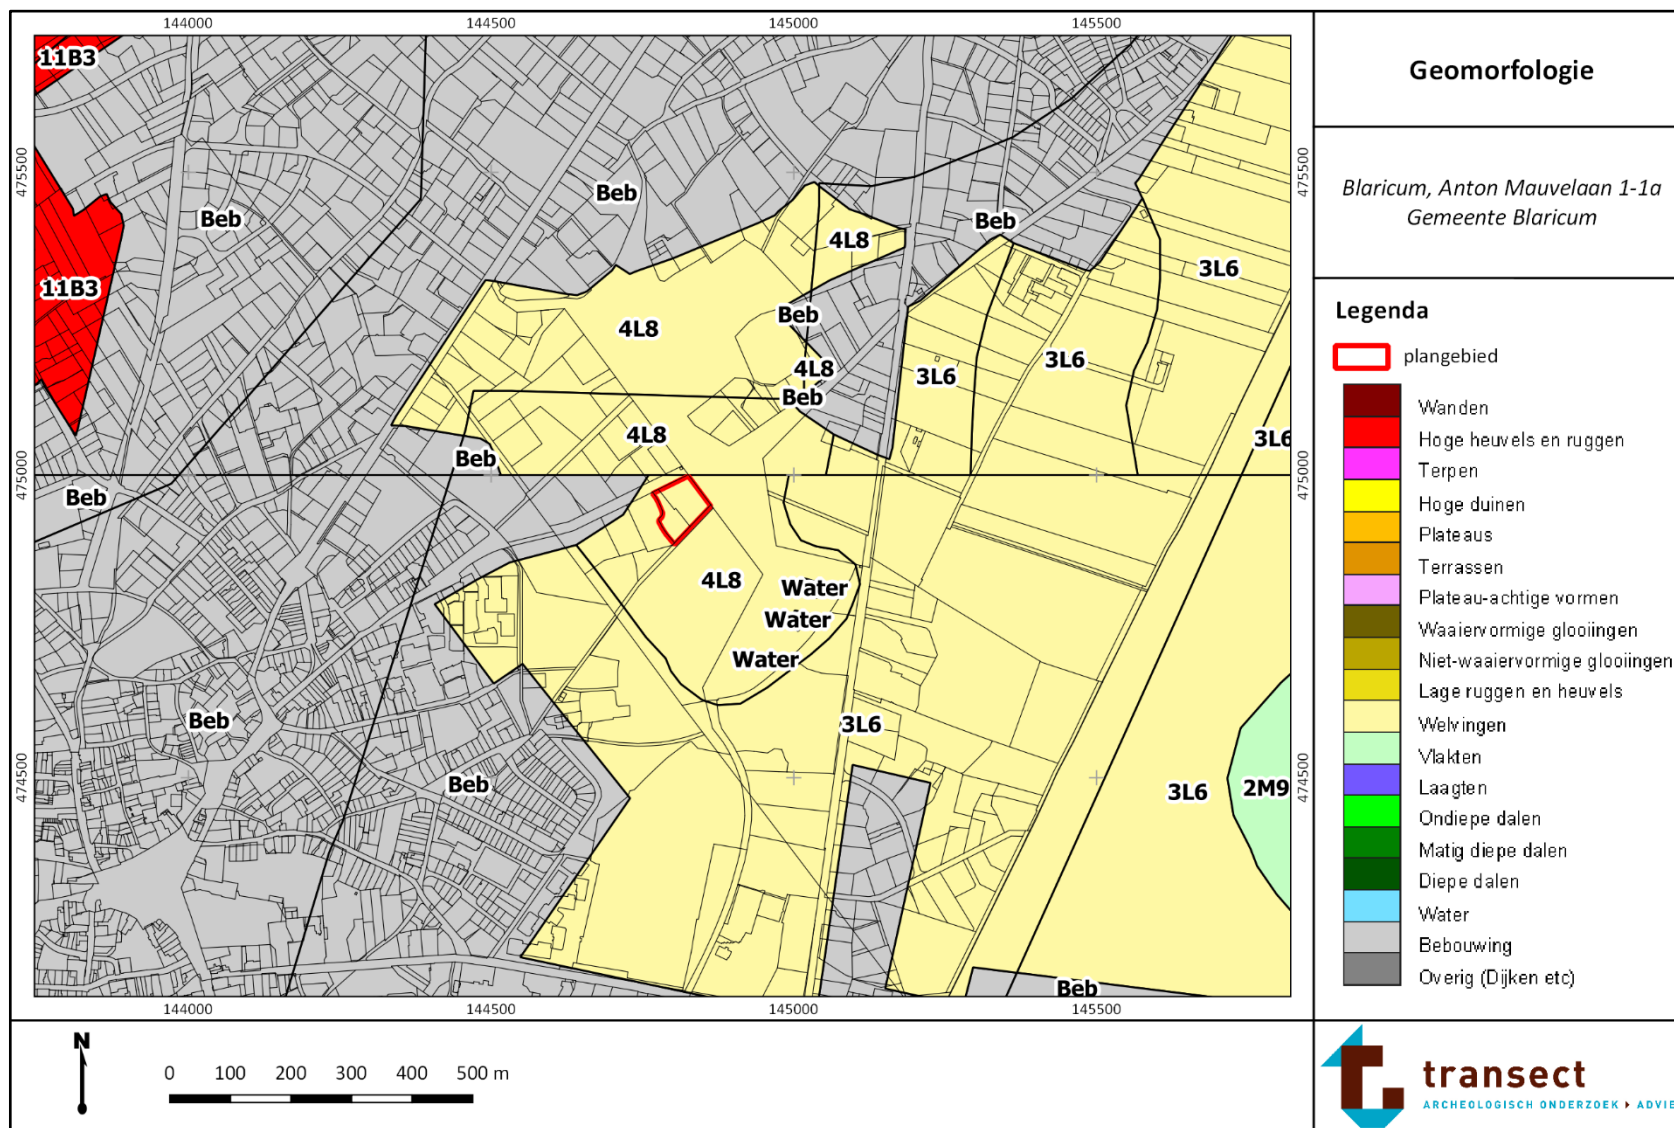 144000 144500 145000 145500
11B3
Geomorfologie
475500 475500
Blaricum, Anton Mauvelaan 1-1a
Gemeente Blaricum
Beb
Beb
Beb
4L8
3L6
11B3
Beb
4L8
3L6
3L6
4L8
Beb
4L8
3L6
Beb
Beb
475000 475000
4L8
Water
Water
Water
Beb
3L6
Beb
474500 474500
3L6
2M9
Beb
144000 144500 145000 145500
Legenda
plangebied
Wanden
Hoge heuvels en ruggen
Terpen
Hoge duinen
Plateaus
Terrassen
Plateau-achtige vormen
Waaiervormige glooiingen
Niet-waaiervormige glooiingen
Lage ruggen en heuvels
Welvingen
Vlakten
Laagten
Ondiepe dalen
Matig diepe dalen
Diepe dalen
Water
Bebouwing
Overig (Dijken etc)
N
0 100 200 300 400 500 m
transect
ARCHEOLOGISCH ONDERZOEK ADVIE